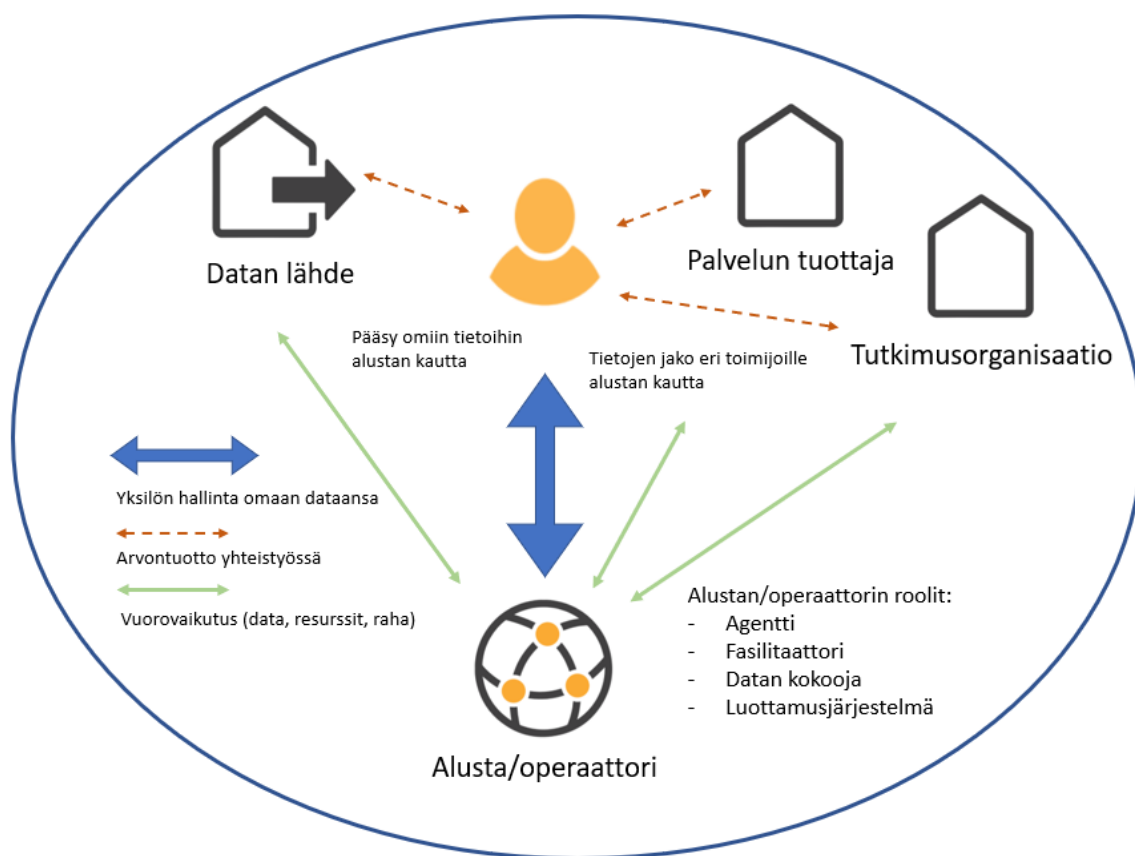 Datan lähde
Palvelun tuottaja
Tutkimusorganisaatio
Pääsy omiin tietoihin
alustan kautta
Tietojen jako eri toimijoille
alustan kautta
Yksilön hallinta omaan dataansa
Arvontuotto yhteistyössä
Vuorovaikutus (data, resurssit, raha)
Alustan/operaattorin roolit:
- Agentti
- Fasilitaattori
- Datan kokooja
- Luottamusjärjestelmä
Alusta/operaattori